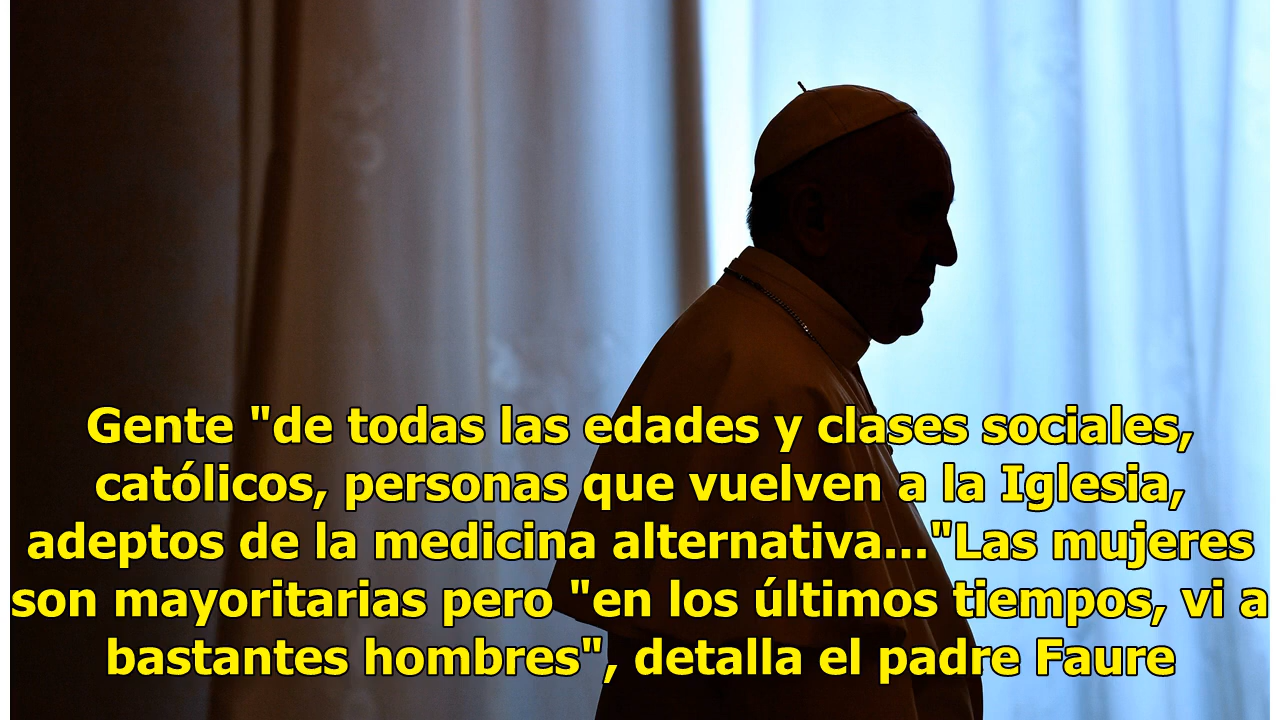 Gente "de todas las edades y clases sociales,
católicos, personas que vuelven a la Iglesia,
adeptos de la medicina alternativa..."Las mujeres
son mayoritarias pero "en los últimos tiempos, vi a
bastantes hombres", detalla el padre Faure